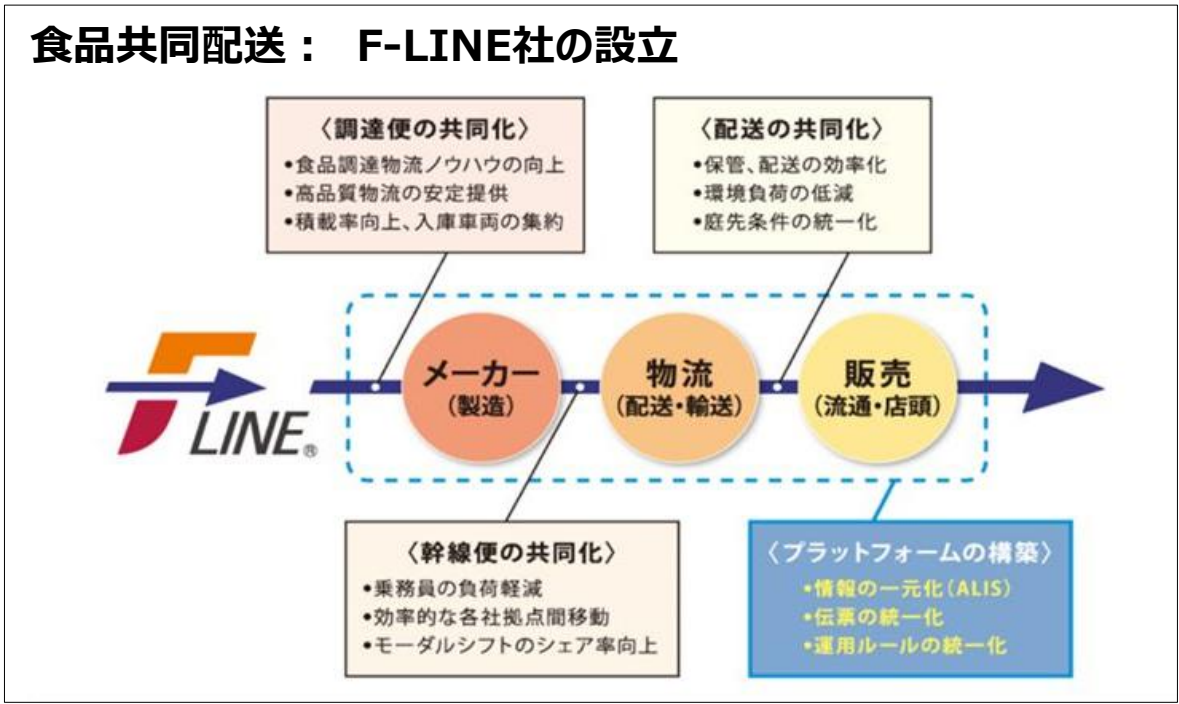 食品共同配送： F-LINE社の設立
〈調達便の共同化〉
•食品調達物流ノウハウの向上
•高品質物流の安定提供
•積載率向上、入庫車両の集約
〈配送の共同化〉
•保管、配送の効率化
•環境負荷の低減
•庭先条件の統一化
F
LINE®
メーカー
（製造）
物流
（配送・輸送）
販売
（流通・店頭）
〈幹線便の共同化〉
•乗務員の負荷軽減
•効率的な各社拠点間移動
•モーダルシフトのシェア率向上
〈プラットフォームの構築〉
•情報の一元化（ALIS）
•伝票の統一化
•運用ルールの統一化